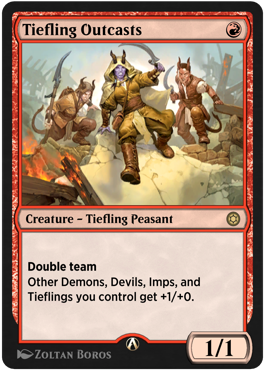 Tiefling Outcasts
Creature – Tiefling Peasant
Double team
Other Demons, Devils, Imps, and
Tieflings you control get +1/+0.
Zoltan Boros
1/1